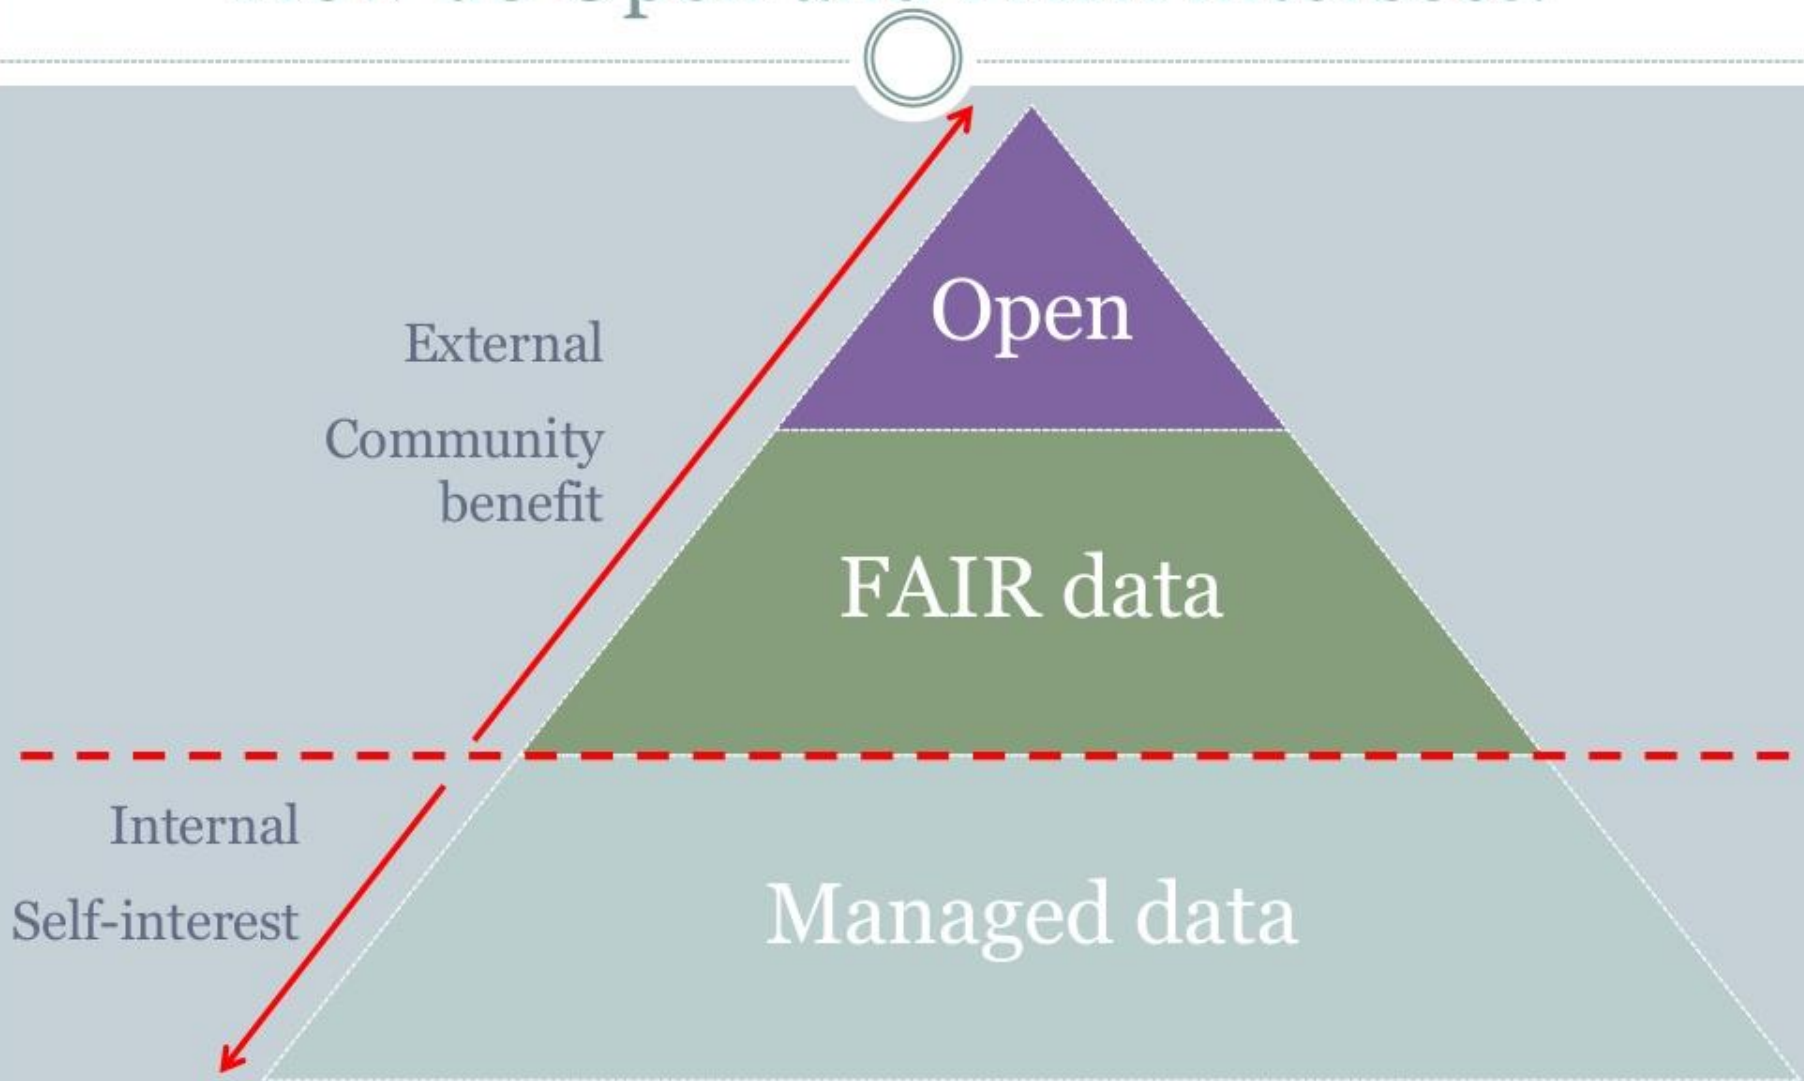 Open
External
Community
benefit
FAIR data
Internal
Self-interest
Managed data